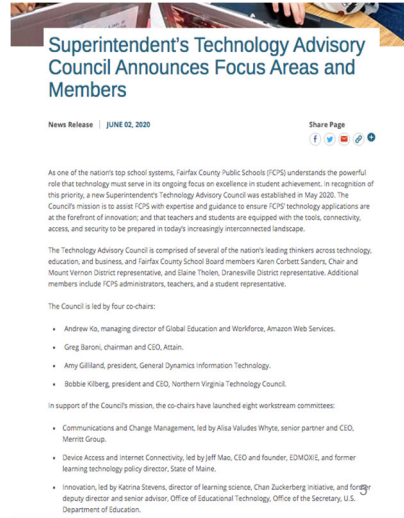 Superintendent's Technology Advisory
Council Announces Focus Areas and
Members
News Release | JUNE 02, 2020
Share Page
As one of the nation's top school systems, Fairfax County Public Schools (FCPS) understands the powerful
role that technology must serve in its ongoing focus on excellence in student achievement. In recognition of
this priority, a new Superintendent's Technology Advisory Council was established in May 2020. The
Council's mission is to assist FCPS with expertise and guidance to ensure FCPS' technology applications are
at the forefront of innovation; and that teachers and students are equipped with the tools, connectivity,
access, and security to be prepared in today's increasingly interconnected landscape.
The Technology Advisory Council is comprised of several of the nation's leading thinkers across technology,
education, and business, and Fairfax County School Board members Karen Corbett Sanders, Chair and
Mount Vernon District representative, and Elaine Tholen, Dranesville District representative. Additional
members include FCPS administrators, teachers, and a student representative.
The Council is led by four co-chairs:
• Andrew Ko, managing director of Global Education and Workforce, Amazon Web Services.
• Greg Baroni, chairman and CEO, Attain.
• Amy Gilliland, president, General Dynamics Information Technology.
• Bobbie Kilberg, president and CEO, Northern Virginia Technology Council.
In support of the Council's mission, the co-chairs have launched eight workstream committees:
• Communications and Change Management, led by Alisa Valudes Whyte, senior partner and CEO,
Merritt Group.
• Device Access and Internet Connectivity, led by Jeff Mao, CEO and founder, EDMOXIE, and former
learning technology policy director, State of Maine.
• Innovation, led by Katrina Stevens, director of learning science, Chan Zuckerberg Initiative, and former
5
deputy director and senior advisor, Office of Educational Technology, Office of the Secretary, U.S.
Department of Education.